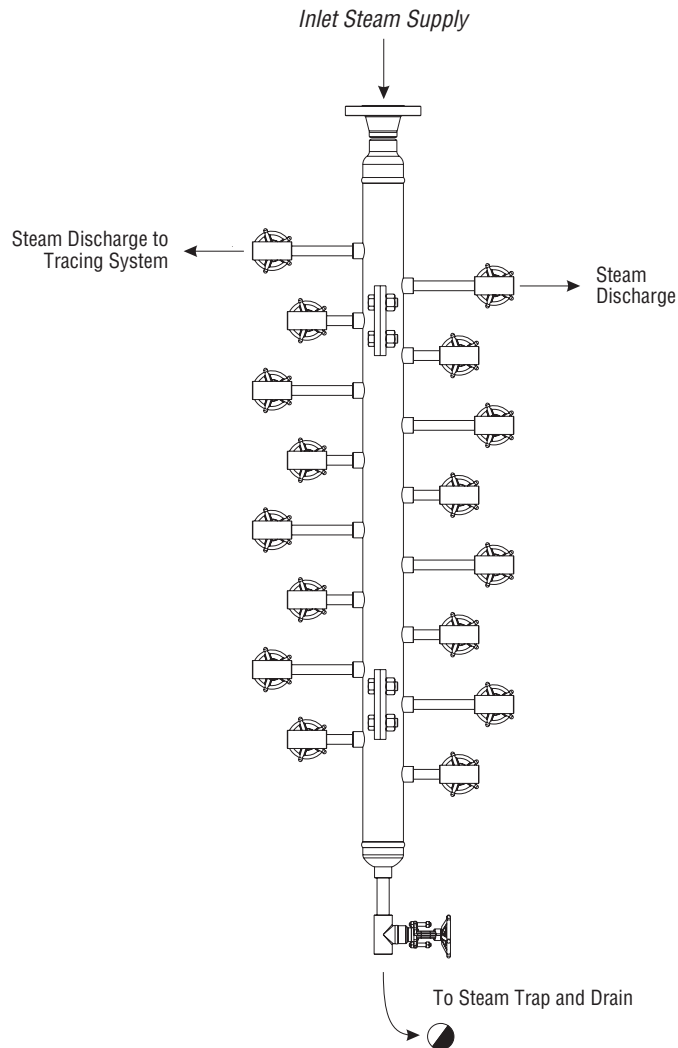 Inlet Steam Supply
Steam Discharge to
Tracing System
Steam
Discharge
To Steam Trap and Drain